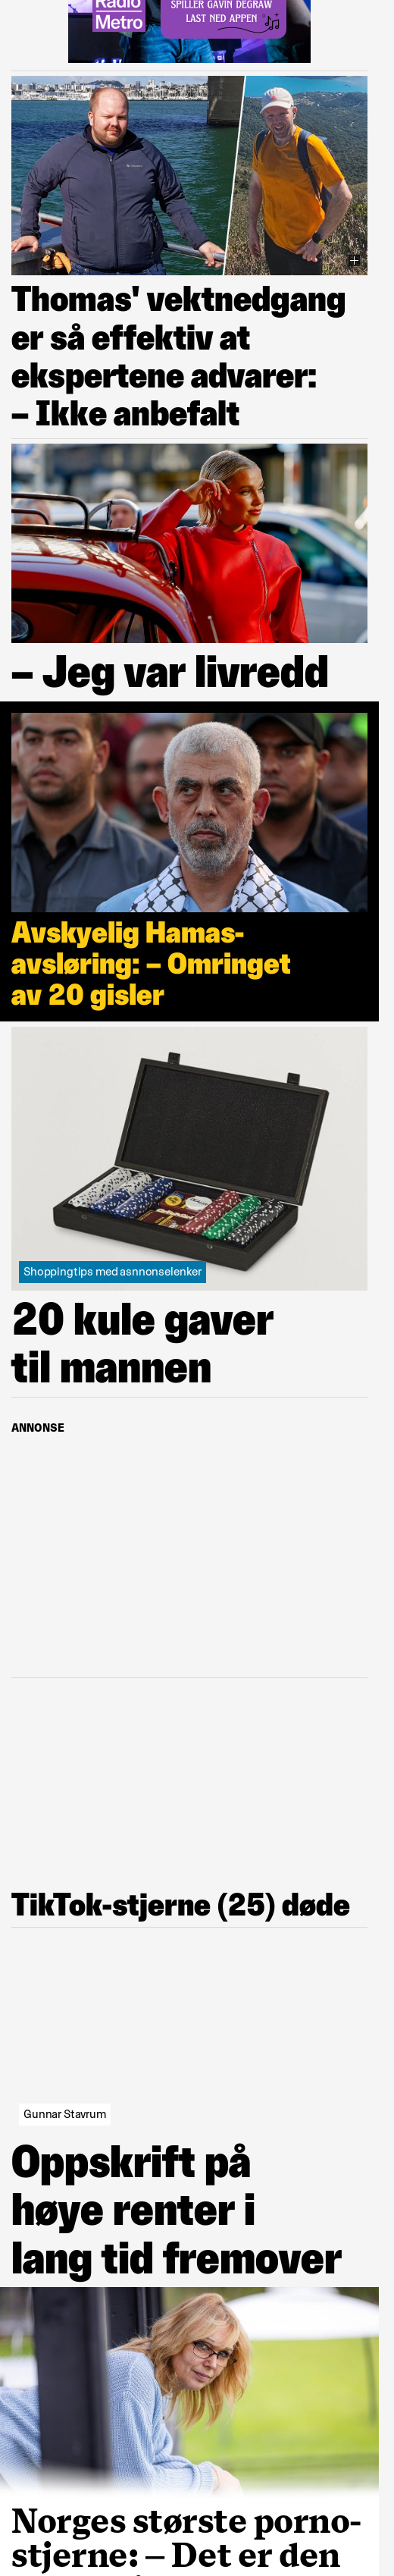 Radio
Metro
SPILLER GAVIN DEGRAW
LAST NED APPEN
Thomas' vektnedgang
er så effektiv at
ekspertene advarer:
– Ikke anbefalt
– Jeg var livredd
Avskyelig Hamas-
avsløring: – Omringet
av 20 gisler
Shoppingtips med asnnonselenker
20 kule gaver
til mannen
ANNONSE
TikTok-stjerne (25) døde
Gunnar Stavrum
Oppskrift på
høye renter i
lang tid fremover
Norges største porno-
stjerne: – Det er den